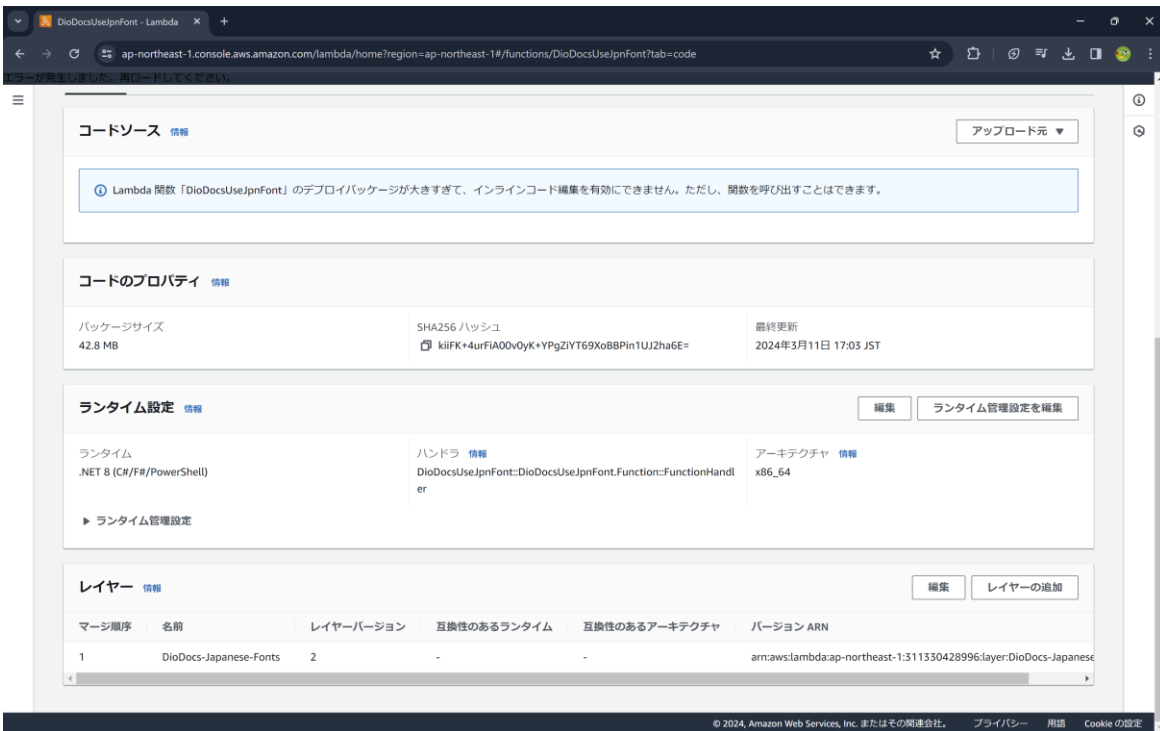 DioDocsUseJpnFont - Lambda
ap-northeast-1.console.aws.amazon.com/lambda/home?region=ap-northeast-1#/functions/DioDocsUseJpnFont?tab=code
エラーが発生しました。再ロードしてください。
コードソース 情報
アップロード元
Lambda 関数「DioDocsUseJpnFont」のデプロイパッケージが大きすぎて、インラインコード編集を有効にできません。ただし、関数を呼び出すことはできます。
コードのプロパティ 情報
パッケージサイズ SHA256 ハッシュ 最終更新
42.8 MB kiiFK+4urFiA00v0yK+YPgZiYT69XoBBPin1UJ2ha6E= 2024年3月11日 17:03 JST
ランタイム設定 情報 編集 ランタイム管理設定を編集
ランタイム ハンドラ 情報 アーキテクチャ 情報
.NET 8 (C#/F#/PowerShell) DioDocsUseJpnFont::DioDocsUseJpnFont.Function::FunctionHandl x86_64
er
ランタイム管理設定
レイヤー 情報 編集 レイヤーの追加
マージ順序 名前 レイヤーバージョン 互換性のあるランタイム 互換性のあるアーキテクチャ バージョン ARN
1 DioDocs-Japanese-Fonts 2 - - arn:aws:lambda:ap-northeast-1:311330428996:layer:DioDocs-Japanese
© 2024, Amazon Web Services, Inc. またはその関連会社。 プライバシー 用語 Cookie の設定